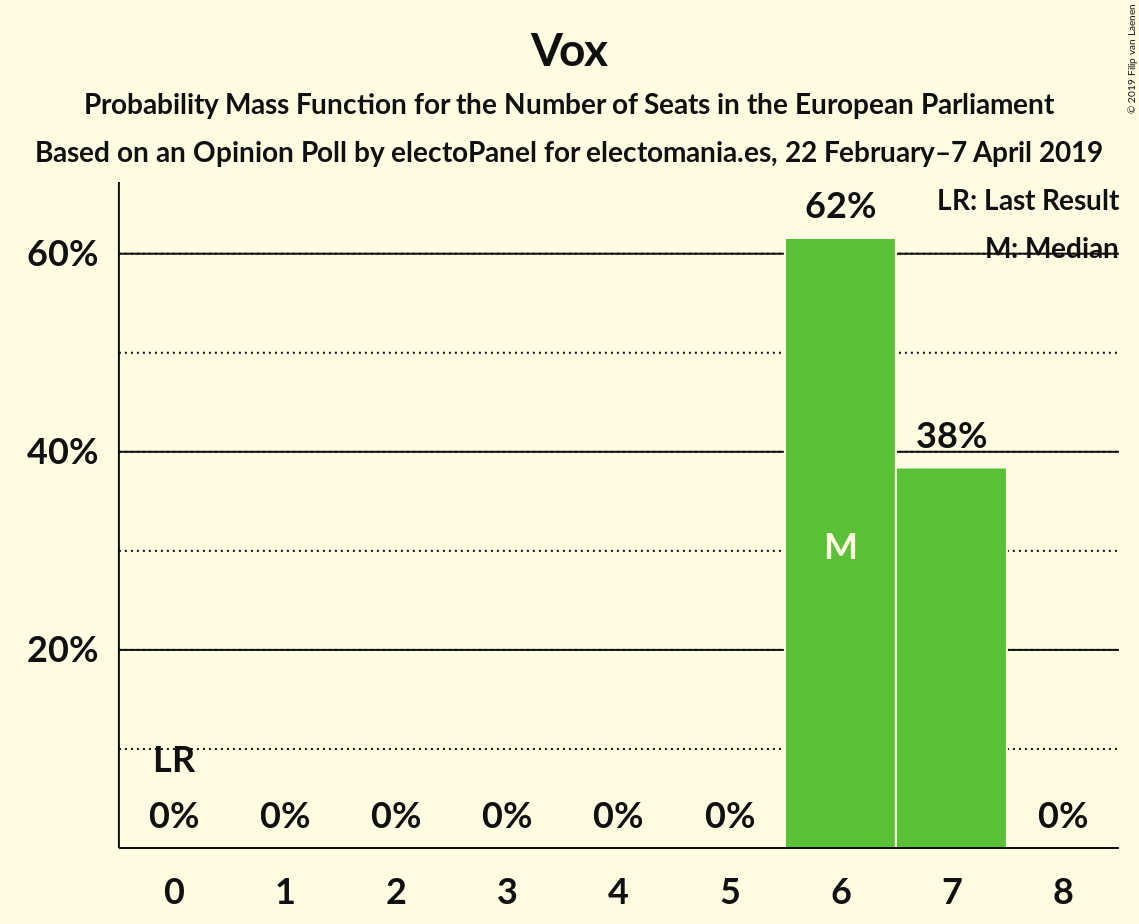 Vox
Probability Mass Function for the Number of Seats in the European Parliament
Based on an Opinion Poll by electoPanel for electomania.es, 22 February–7 April 2019
© 2019 Filip van Laenen
LR: Last Result
M: Median
60%
40%
20%
62%
38%
M
LR
0% 0% 0% 0% 0% 0% 0%
0 1 2 3 4 5 6 7 8